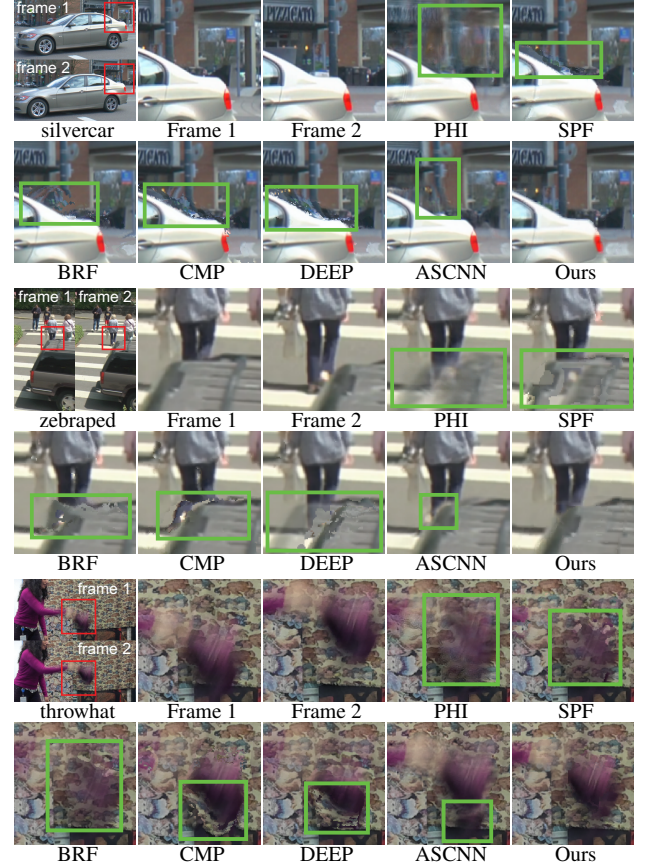 frame 1
frame 2
silvercar Frame 1 Frame 2 PHI SPF
BRF CMP DEEP ASCNN Ours
frame 1 frame 2
zebraped Frame 1 Frame 2 PHI SPF
BRF CMP DEEP ASCNN Ours
frame 1
frame 2
throwhat Frame 1 Frame 2 PHI SPF
BRF CMP DEEP ASCNN Ours